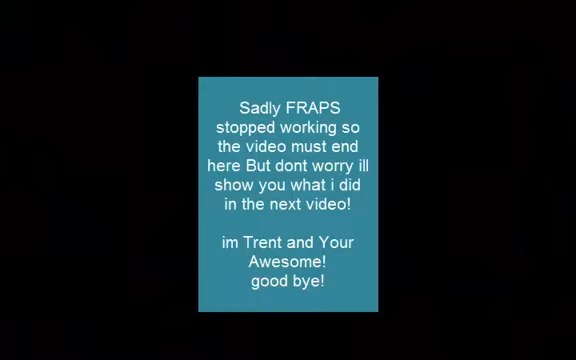 Sadly FRAPS
stopped working so
the video must end
here But dont worry ill
show you what i did
in the next video!
im Trent and Your
Awesome!
good bye!